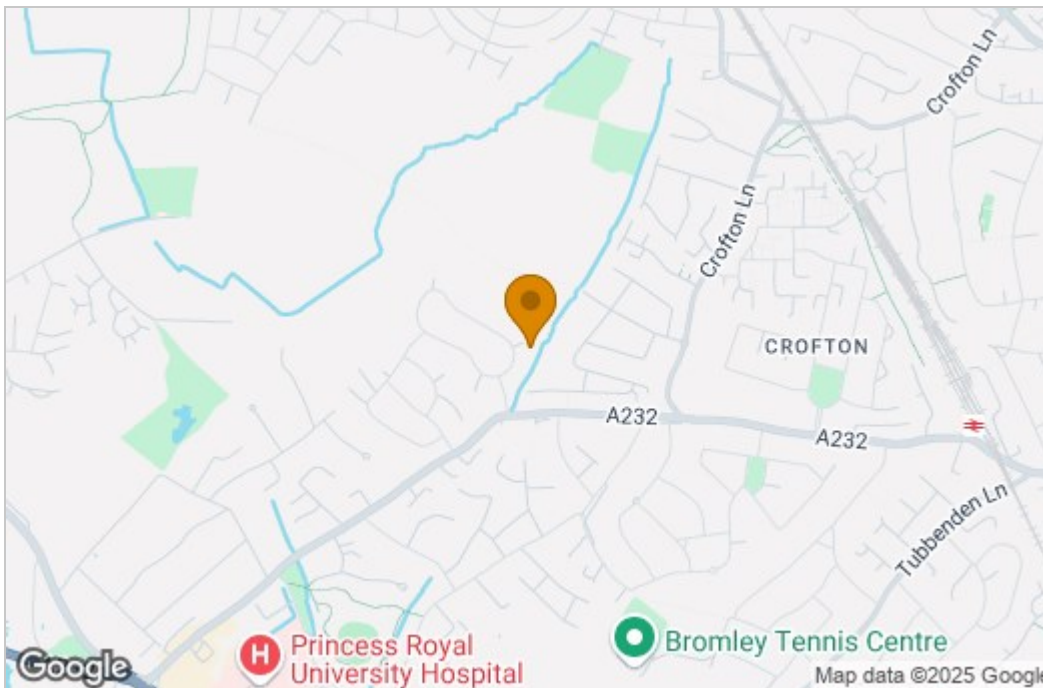 Crofton Ln
Crofton Ln
CROFTON
A232
A232
Tubbenden Ln
H
Princess Royal
University Hospital
Bromley Tennis Centre
Google
Map data ©2025 Google